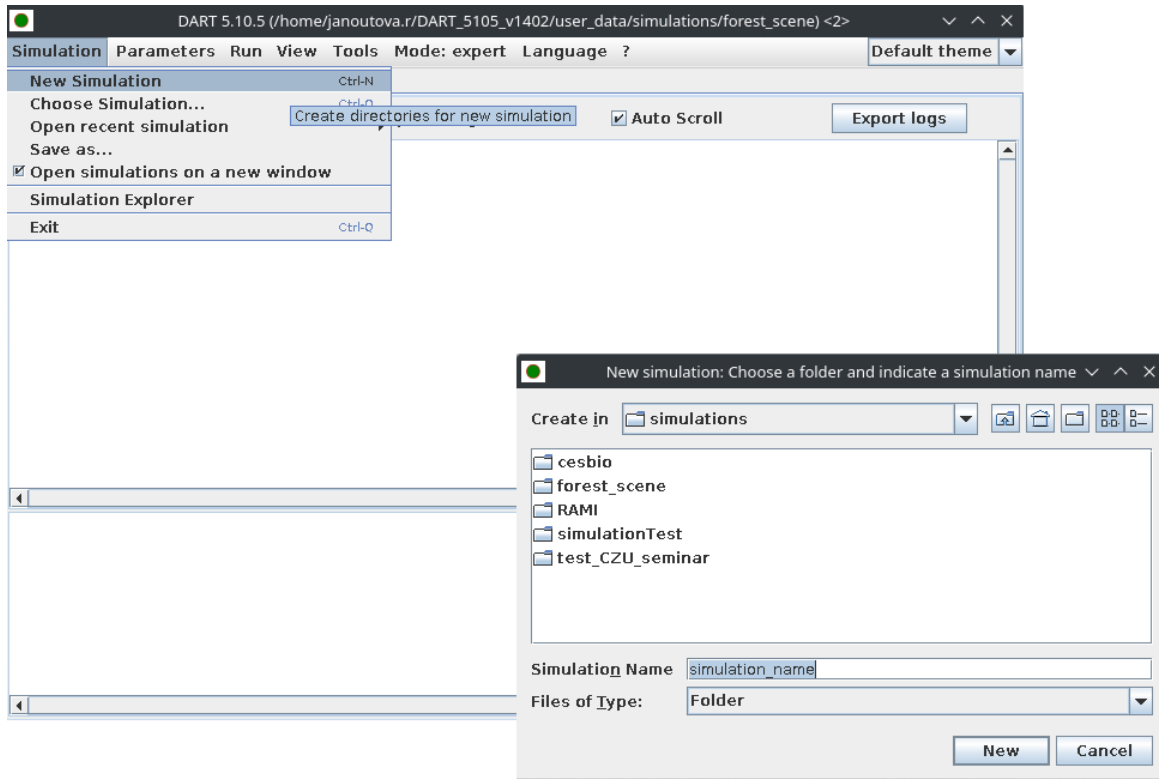 DART 5.10.5 (/home/janoutova.r/DART_5105_v1402/user_data/simulations/forest_scene) <2>
Simulation Parameters Run View Tools Mode: expert Language ? Default theme
New Simulation Ctrl-N
Choose Simulation... Ctrl-O
Create directories for new simulation
Auto Scroll Export logs
Open recent simulation
Save as...
Open simulations on a new window
Simulation Explorer
Exit Ctrl-Q
New simulation: Choose a folder and indicate a simulation name
Create in simulations
cesbio
forest_scene
RAMI
simulationTest
test_CZU_seminar
Simulation Name simulation_name
Files of Type: Folder
New Cancel